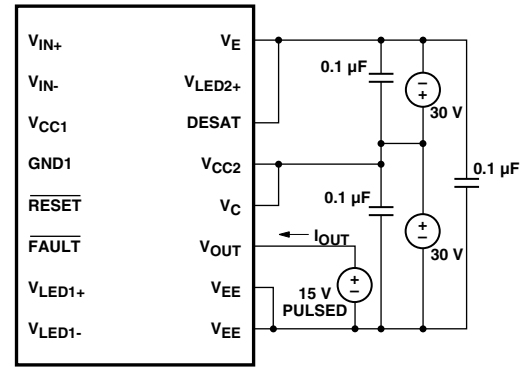 V_IN+ V_E
V_IN- V_LED2+
V_CC1 DESAT
GND1 V_CC2
RESET V_C
FAULT V_OUT
V_LED1+ V_EE
V_LED1- V_EE
0.1 µF
30 V
0.1 µF
0.1 µF
I_OUT
30 V
15 V
PULSED